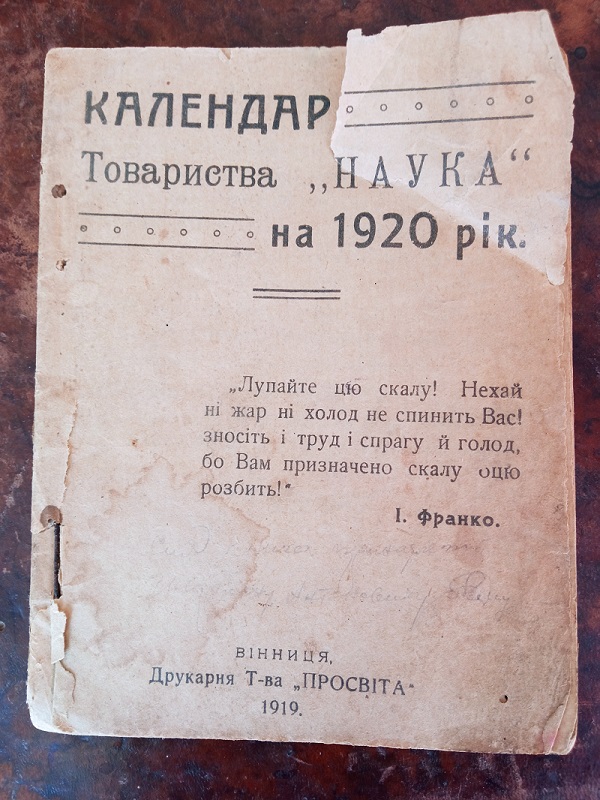 КАЛЕНДАР
Товариства „НАУКА“
на 1920 рік.
„Лупайте цю скалу! Нехай
ні жар ні холод не спинить Вас!
зносіть і труд і спрагу й голод,
бо Вам призначено скалу оцю
розбить!“
І. Франко.
ВІННИЦЯ,
Друкарня Т-ва „ПРОСВІТА“
1919.